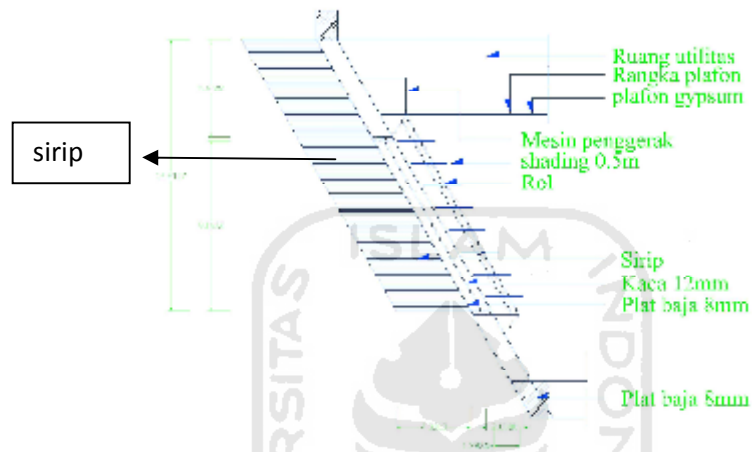 Ruang utilitas
Rangka plafon
plafon gypsum
sirip
Mesin penggerak
shading 0.5m
Rol
ISLAM
Sirip
Kaca 12mm
Plat baja 8mm
Plat baja 6mm